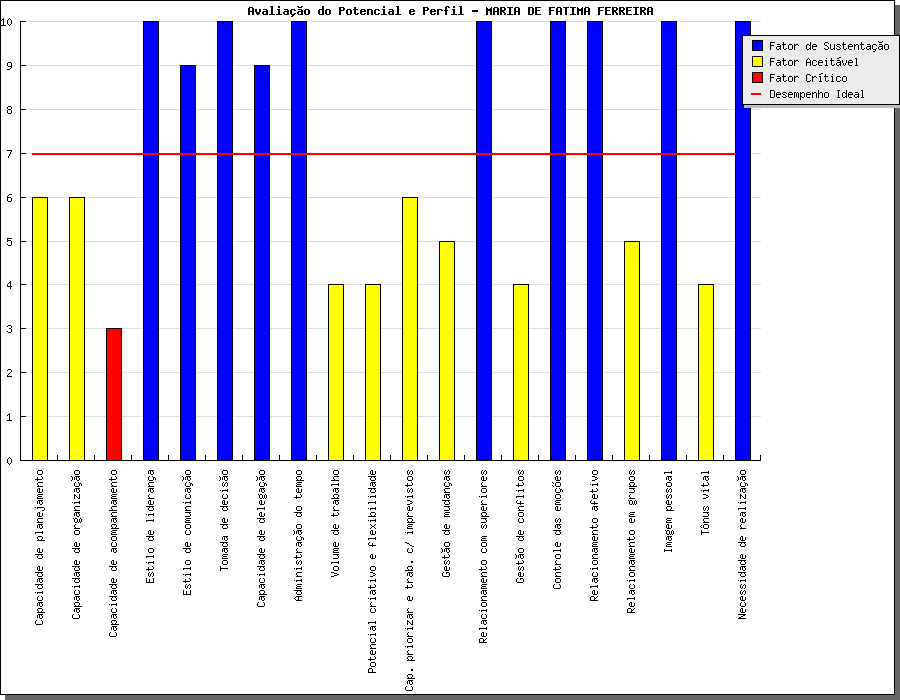 Avaliação do Potencial e Perfil - MARIA DE FATIMA FERREIRA
Fator de Sustentação
Fator Aceitável
Fator Crítico
Desempenho Ideal
10
9
8
7
6
5
4
3
2
1
0
Capacidade de planejamento
Capacidade de organização
Capacidade de acompanhamento
Estilo de liderança
Estilo de comunicação
Tomada de decisão
Capacidade de delegação
Administração do tempo
Volume de trabalho
Potencial criativo e flexibilidade
Cap. priorizar e trab. c/ imprevistos
Gestão de mudanças
Relacionamento com superiores
Gestão de conflitos
Controle das emoções
Relacionamento afetivo
Relacionamento em grupos
Imagem pessoal
Tônus vital
Necessidade de realização